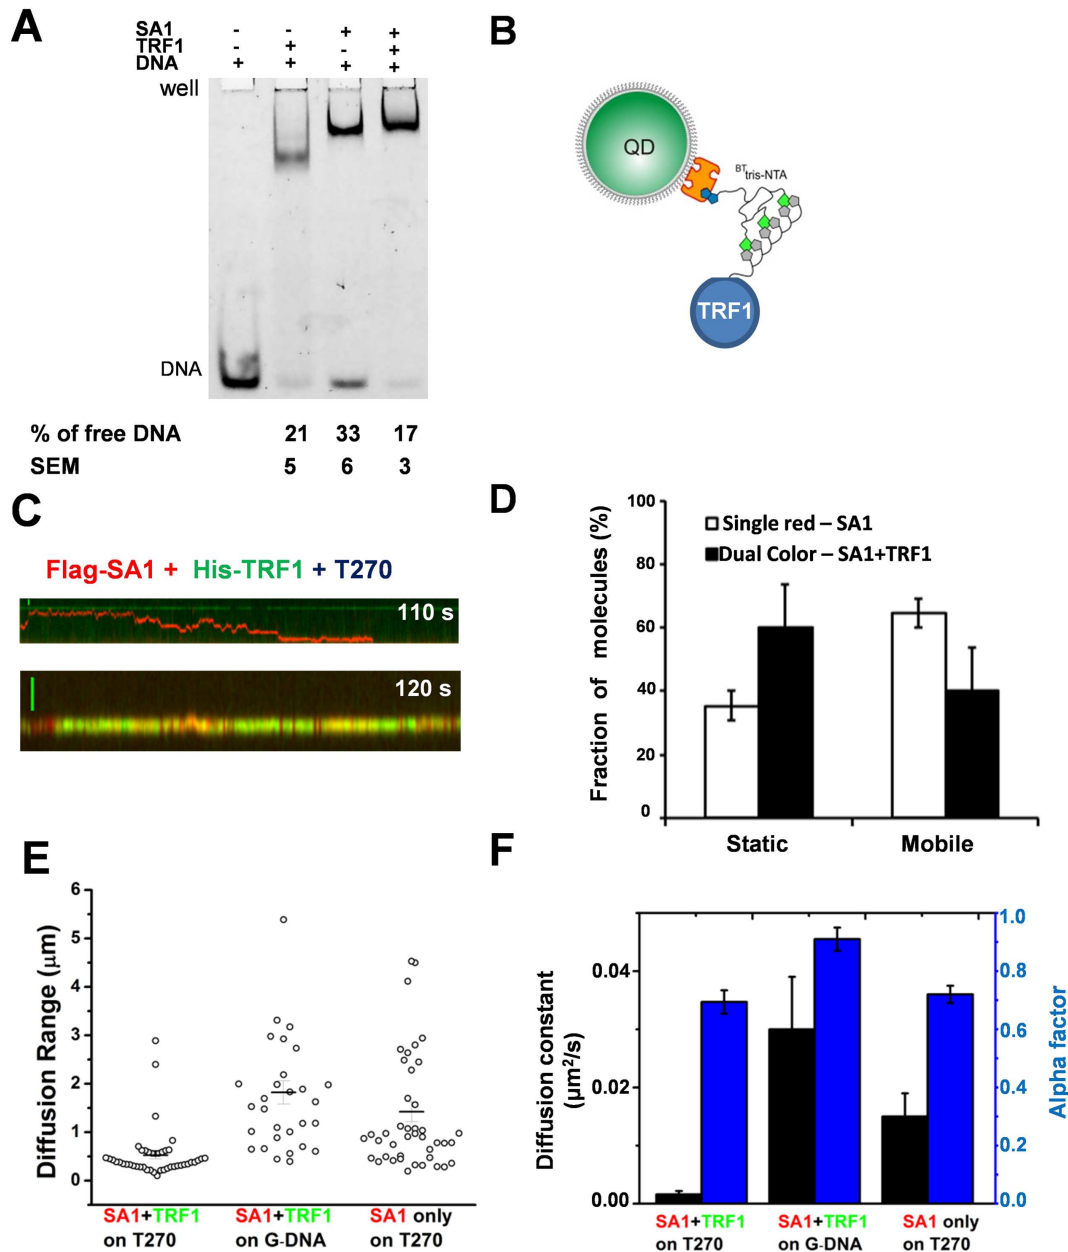 A
SA1 - - + +
TRF1 - + - +
DNA + + + +
well
DNA
% of free DNA 21 33 17
SEM 5 6 3
B
QD
BTtris-NTA
TRF1
C
Flag-SA1 + His-TRF1 + T270
110 s
120 s
D
Fraction of molecules (%)
100
80
60
40
20
0
Single red – SA1
Dual Color – SA1+TRF1
Static Mobile
E
Diffusion Range (μm)
6
5
4
3
2
1
0
SA1+TRF1 SA1+TRF1 SA1 only
on T270 on G-DNA on T270
F
Diffusion constant
(μm²/s)
0.04
0.02
0.00
1.0
0.8
0.6
0.4
0.2
0.0
Alpha factor
SA1+TRF1 SA1+TRF1 SA1 only
on T270 on G-DNA on T270